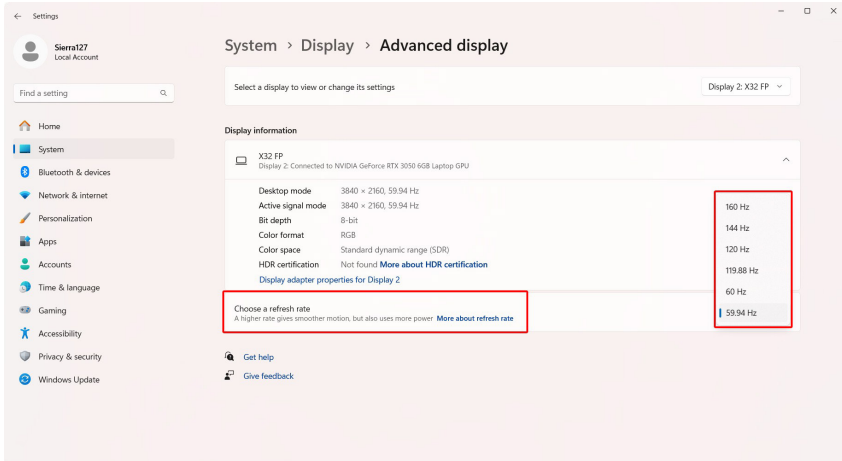 Settings
Sierra127
Local Account
Find a setting
Home
System
Bluetooth & devices
Network & internet
Personalization
Apps
Accounts
Time & language
Gaming
Accessibility
Privacy & security
Windows Update
System > Display > Advanced display
Select a display to view or change its settings
Display 2: X32 FP
Display information
X32 FP
Display 2: Connected to NVIDIA GeForce RTX 3050 6GB Laptop GPU
Desktop mode 3840 × 2160, 59.94 Hz
Active signal mode 3840 × 2160, 59.94 Hz
Bit depth 8-bit
Color format RGB
Color space Standard dynamic range (SDR)
HDR certification Not found More about HDR certification
Display adapter properties for Display 2
Choose a refresh rate
A higher rate gives smoother motion, but also uses more power More about refresh rate
160 Hz
144 Hz
120 Hz
119.88 Hz
60 Hz
59.94 Hz
Get help
Give feedback